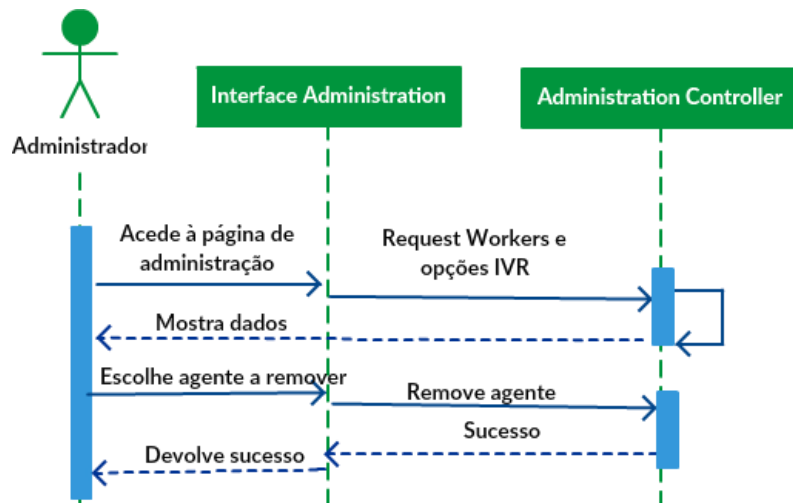 Interface Administration
Administration Controller
Administrador
Acede à página de
administração
Request Workers e
opções IVR
Mostra dados
Escolhe agente a remover
Remove agente
Sucesso
Devolve sucesso